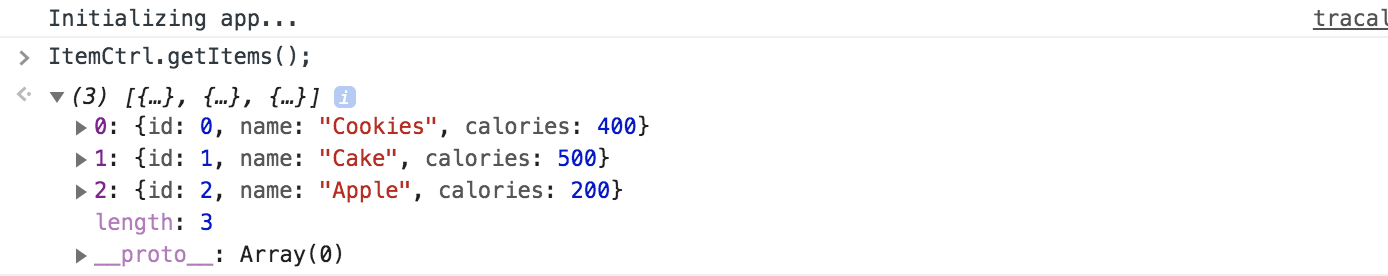 Initializing app...
tracal
ItemCtrl.getItems();
(3) [{…}, {…}, {…}] i
0: {id: 0, name: "Cookies", calories: 400}
1: {id: 1, name: "Cake", calories: 500}
2: {id: 2, name: "Apple", calories: 200}
length: 3
__proto__: Array(0)